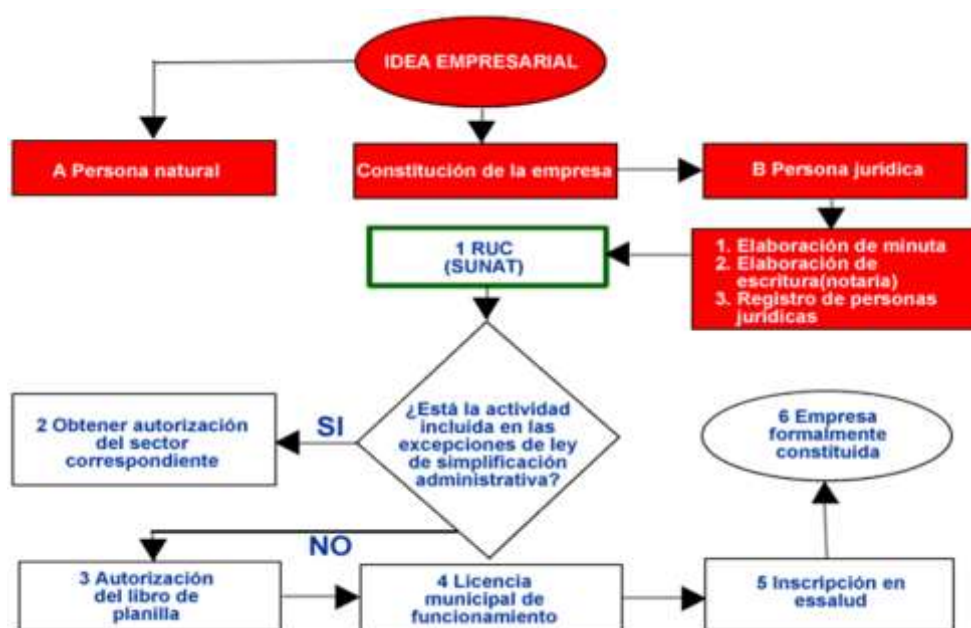 IDEA EMPRESARIAL
A Persona natural
Constitución de la empresa
B Persona jurídica
1 RUC
(SUNAT)
1. Elaboración de minuta
2. Elaboración de
escritura(notaria)
3. Registro de personas
jurídicas
¿Está la actividad
incluida en las
excepciones de ley
de simplificación
administrativa?
SI
2 Obtener autorización
del sector
correspondiente
6 Empresa
formalmente
constituida
NO
3 Autorización
del libro de
planilla
4 Licencia
municipal de
funcionamiento
5 Inscripción en
essalud